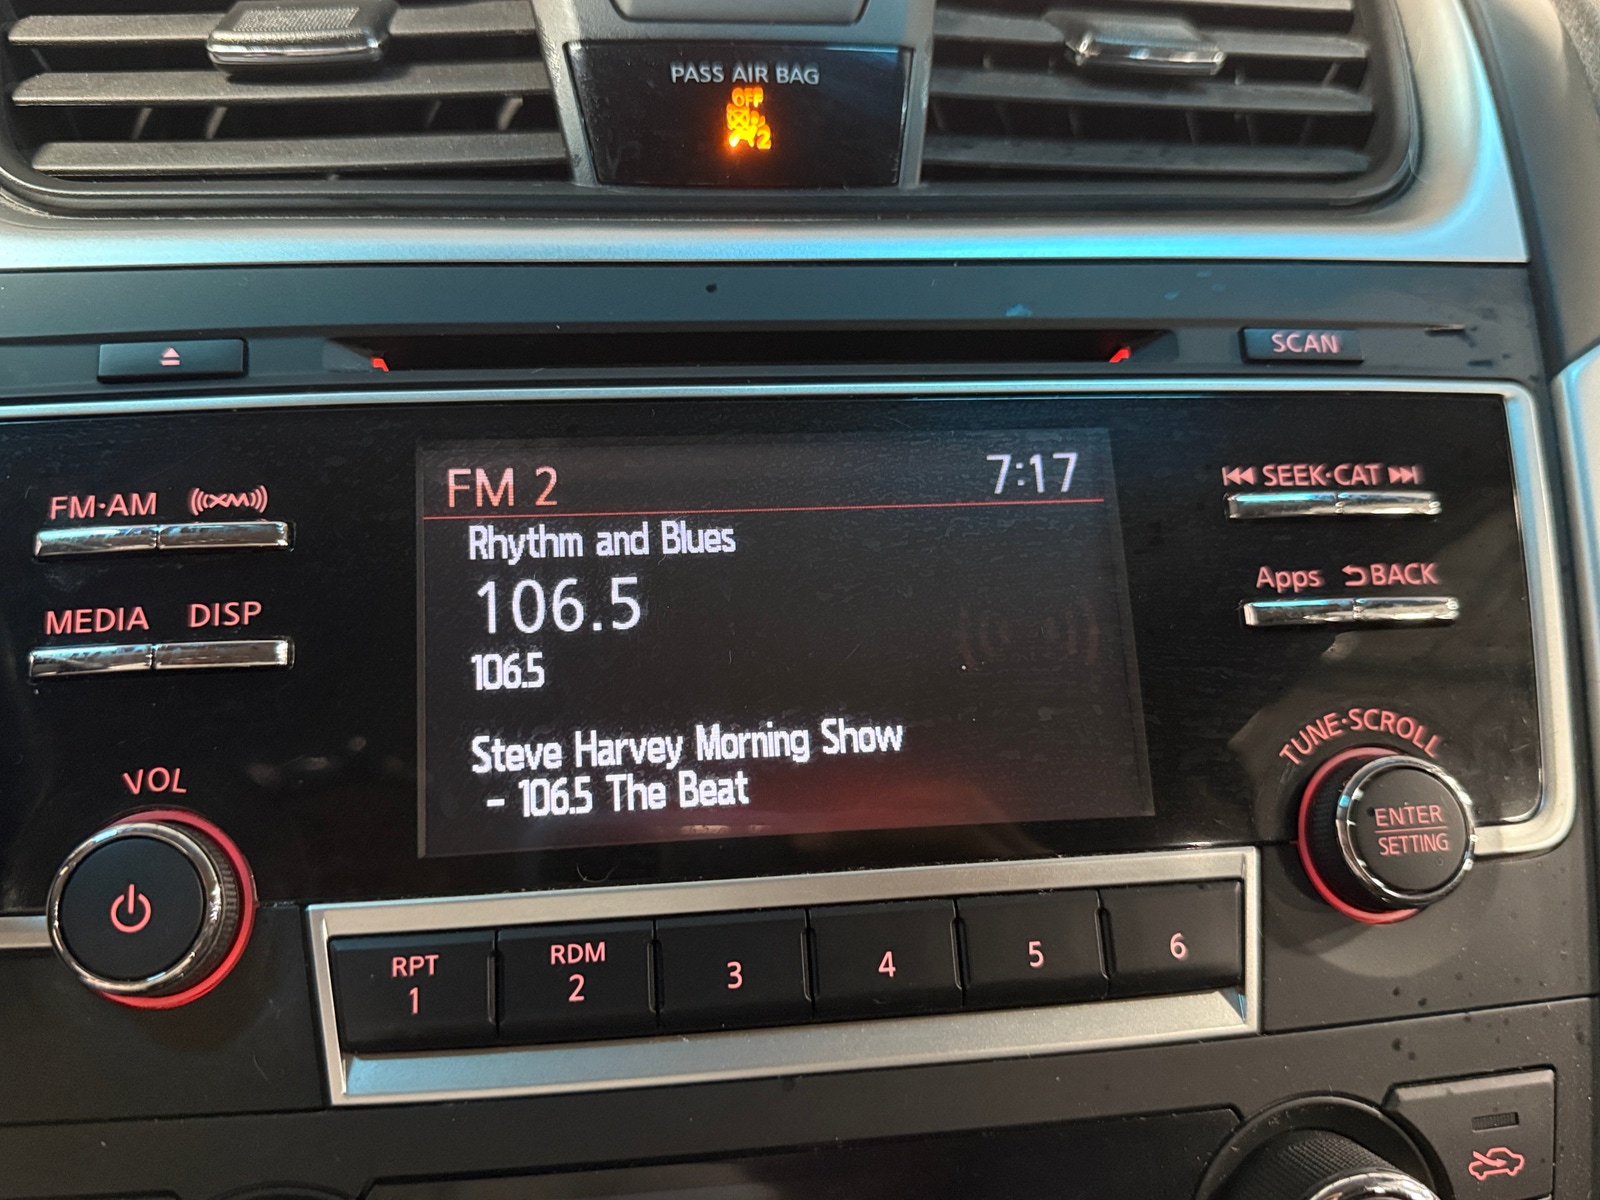 PASS AIR BAG
OFF
2
SCAN
FM·AM XM
MEDIA DISP
VOL
FM 2 7:17
Rhythm and Blues
106.5
106.5
Steve Harvey Morning Show
- 106.5 The Beat
SEEK·CAT
Apps BACK
TUNE·SCROLL
ENTER
SETTING
RPT
1
RDM
2
3
4
5
6